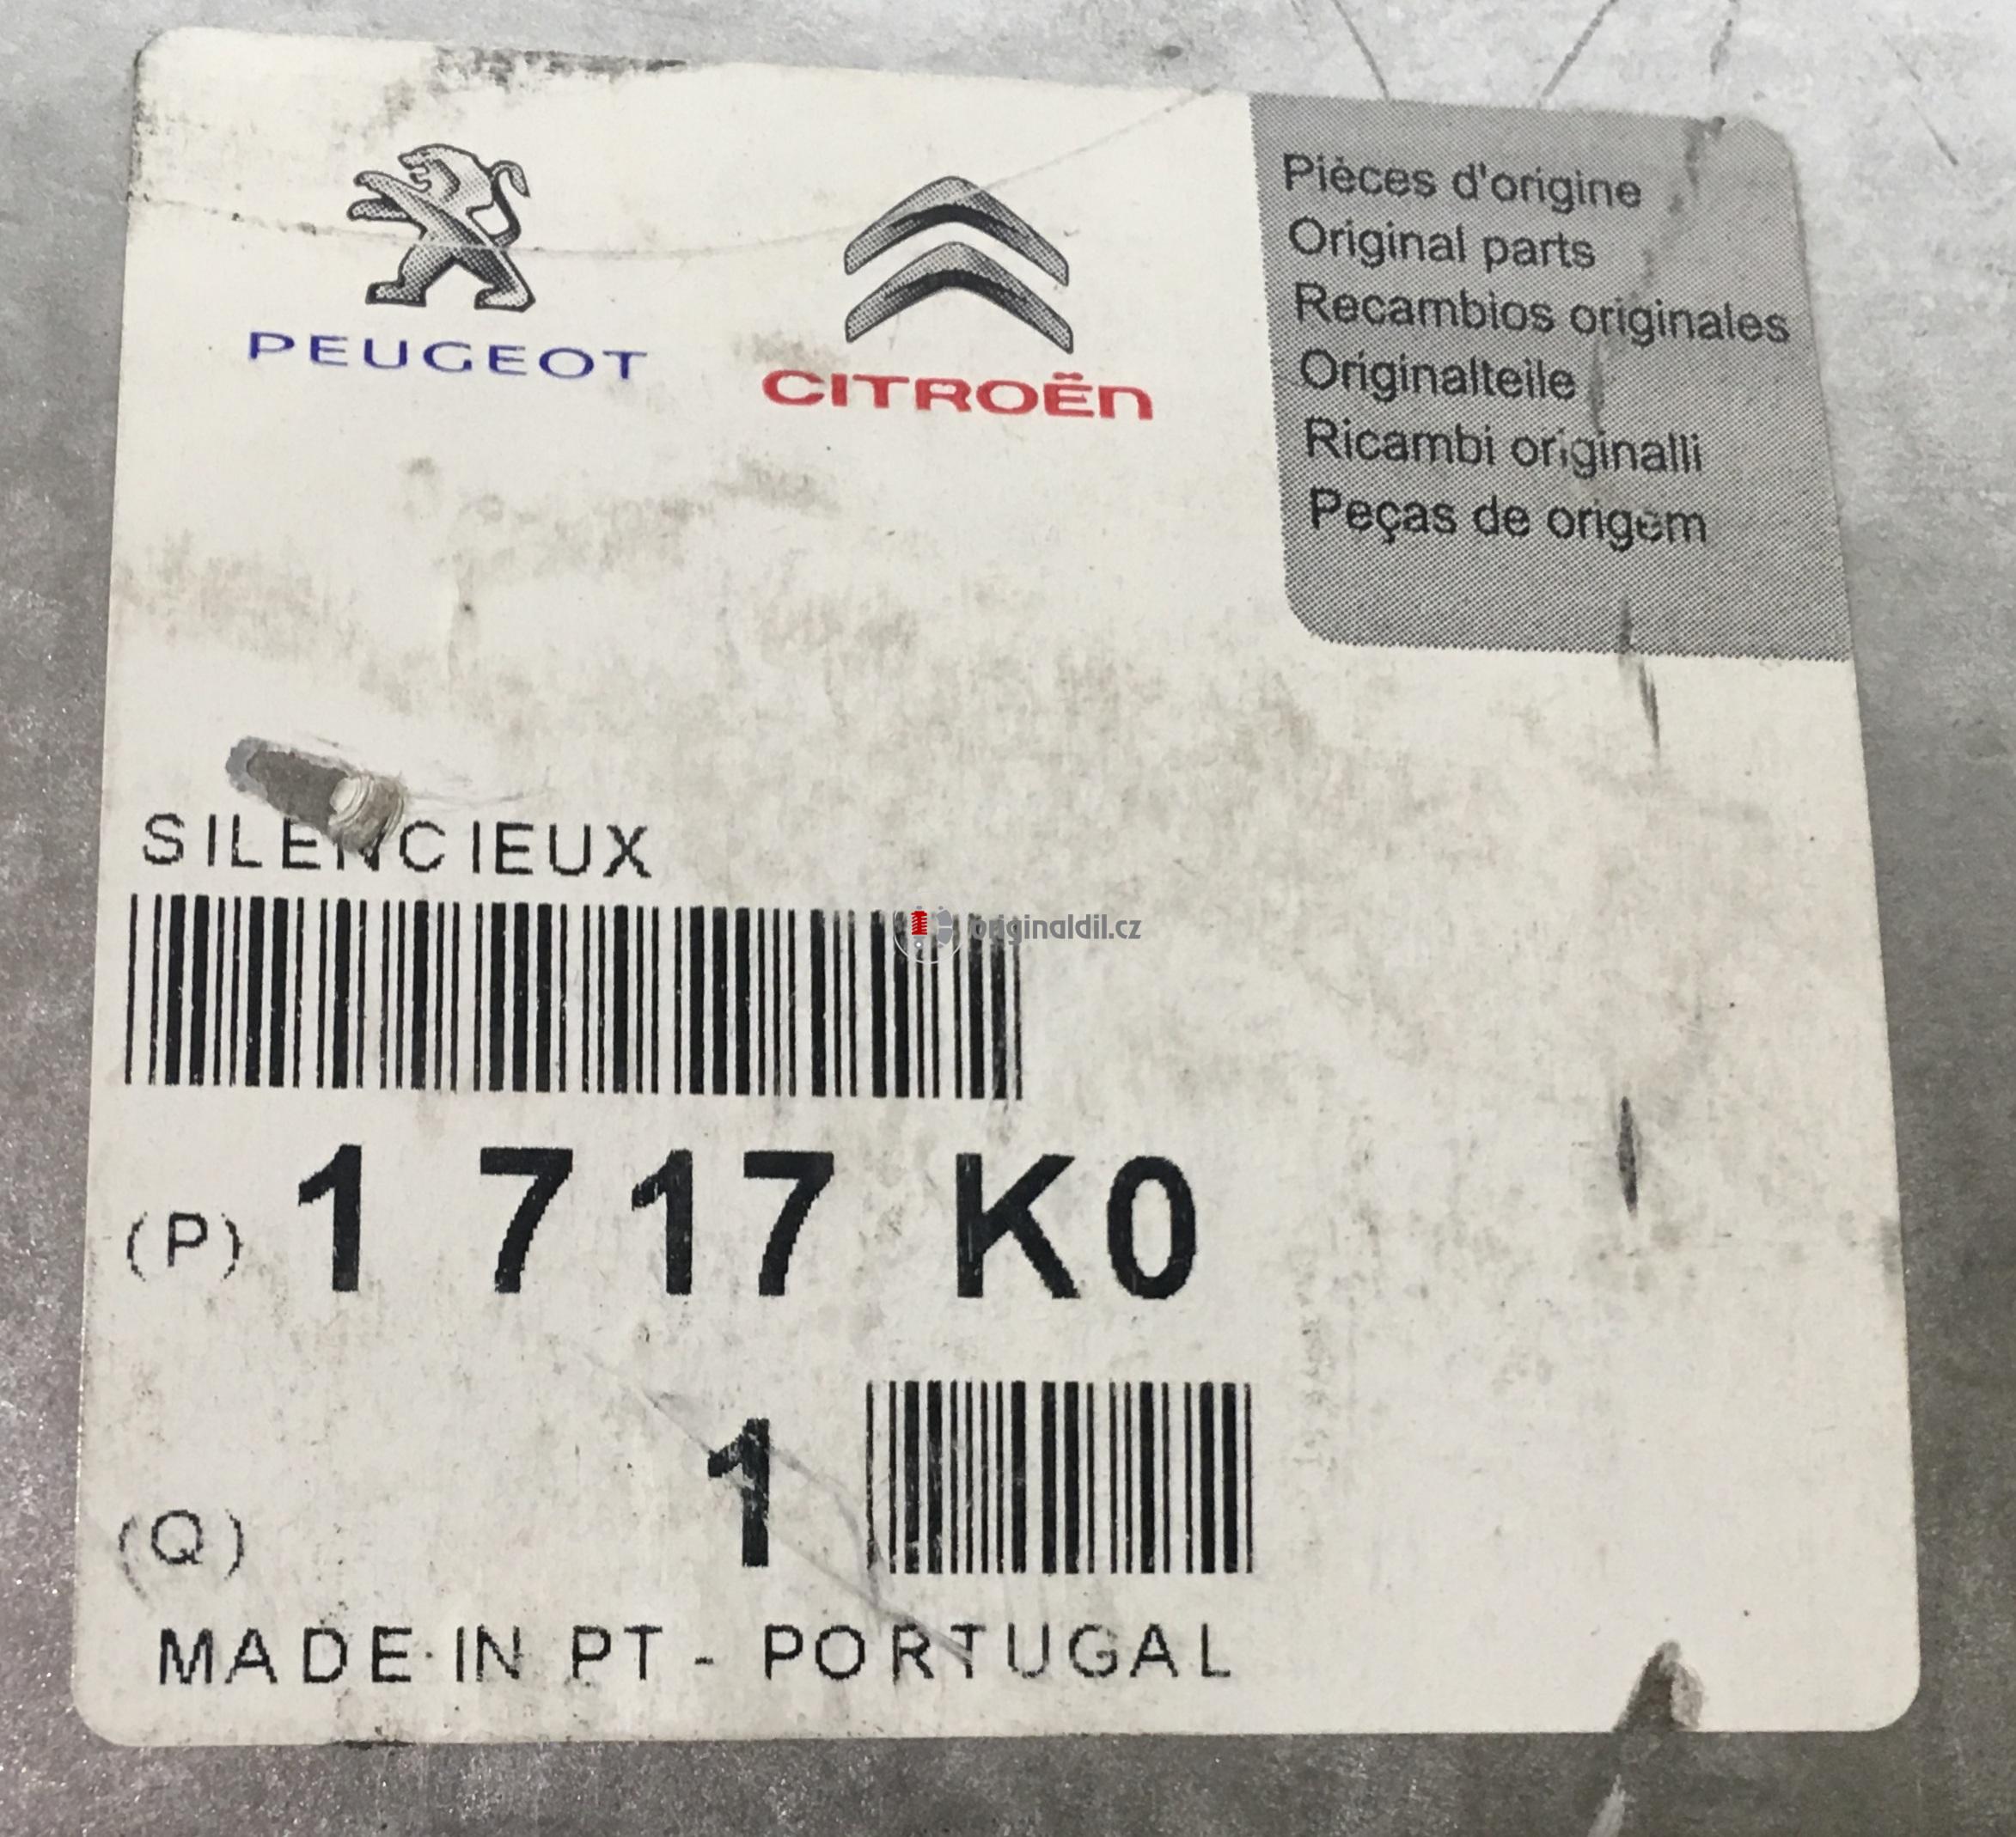 PEUGEOT
CITROËN
Pièces d'origine
Original parts
Recambios originales
Originalteile
Ricambi originalli
Peças de origem
SILENCIEUX
originaldil.cz
(P) 1 717 K0
(Q) 1
MADE IN PT - PORTUGAL